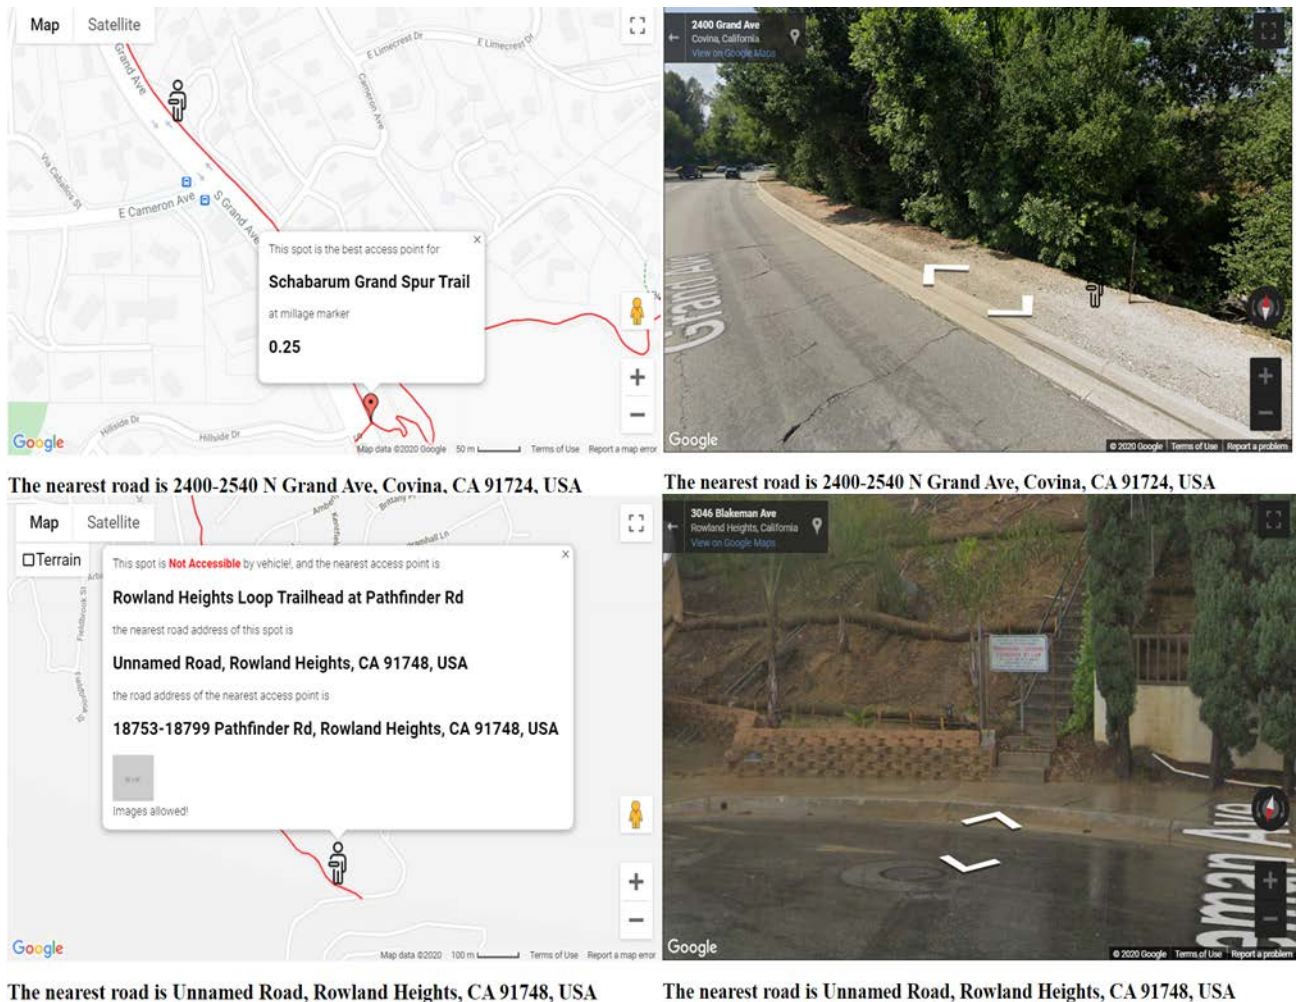 Map Satellite
Grand Ave
E Limecrest Dr
E Limecrest Dr
Cameron Ave
Via Caballos St
E Cameron Ave
S Grand Ave
This spot is the best access point for
Schabarum Grand Spur Trail
at millage marker
0.25
Hillside Dr
Hillside Dr
Google
Map data ©2020 Google 50 m Terms of Use Report a map error
The nearest road is 2400-2540 N Grand Ave, Covina, CA 91724, USA
2400 Grand Ave
Covina, California
View on Google Maps
Grand Ave
Google
© 2020 Google Terms of Use Report a problem
The nearest road is 2400-2540 N Grand Ave, Covina, CA 91724, USA
Map Satellite
Terrain
Fieldbrook St
This spot is Not Accessible by vehicle!, and the nearest access point is
Rowland Heights Loop Trailhead at Pathfinder Rd
the nearest road address of this spot is
Unnamed Road, Rowland Heights, CA 91748, USA
the road address of the nearest access point is
18753-18799 Pathfinder Rd, Rowland Heights, CA 91748, USA
Images allowed!
Google
Map data ©2020 100 m Terms of Use Report a map error
The nearest road is Unnamed Road, Rowland Heights, CA 91748, USA
3046 Blakeman Ave
Rowland Heights, California
View on Google Maps
eman Ave
Google
© 2020 Google Terms of Use Report a problem
The nearest road is Unnamed Road, Rowland Heights, CA 91748, USA